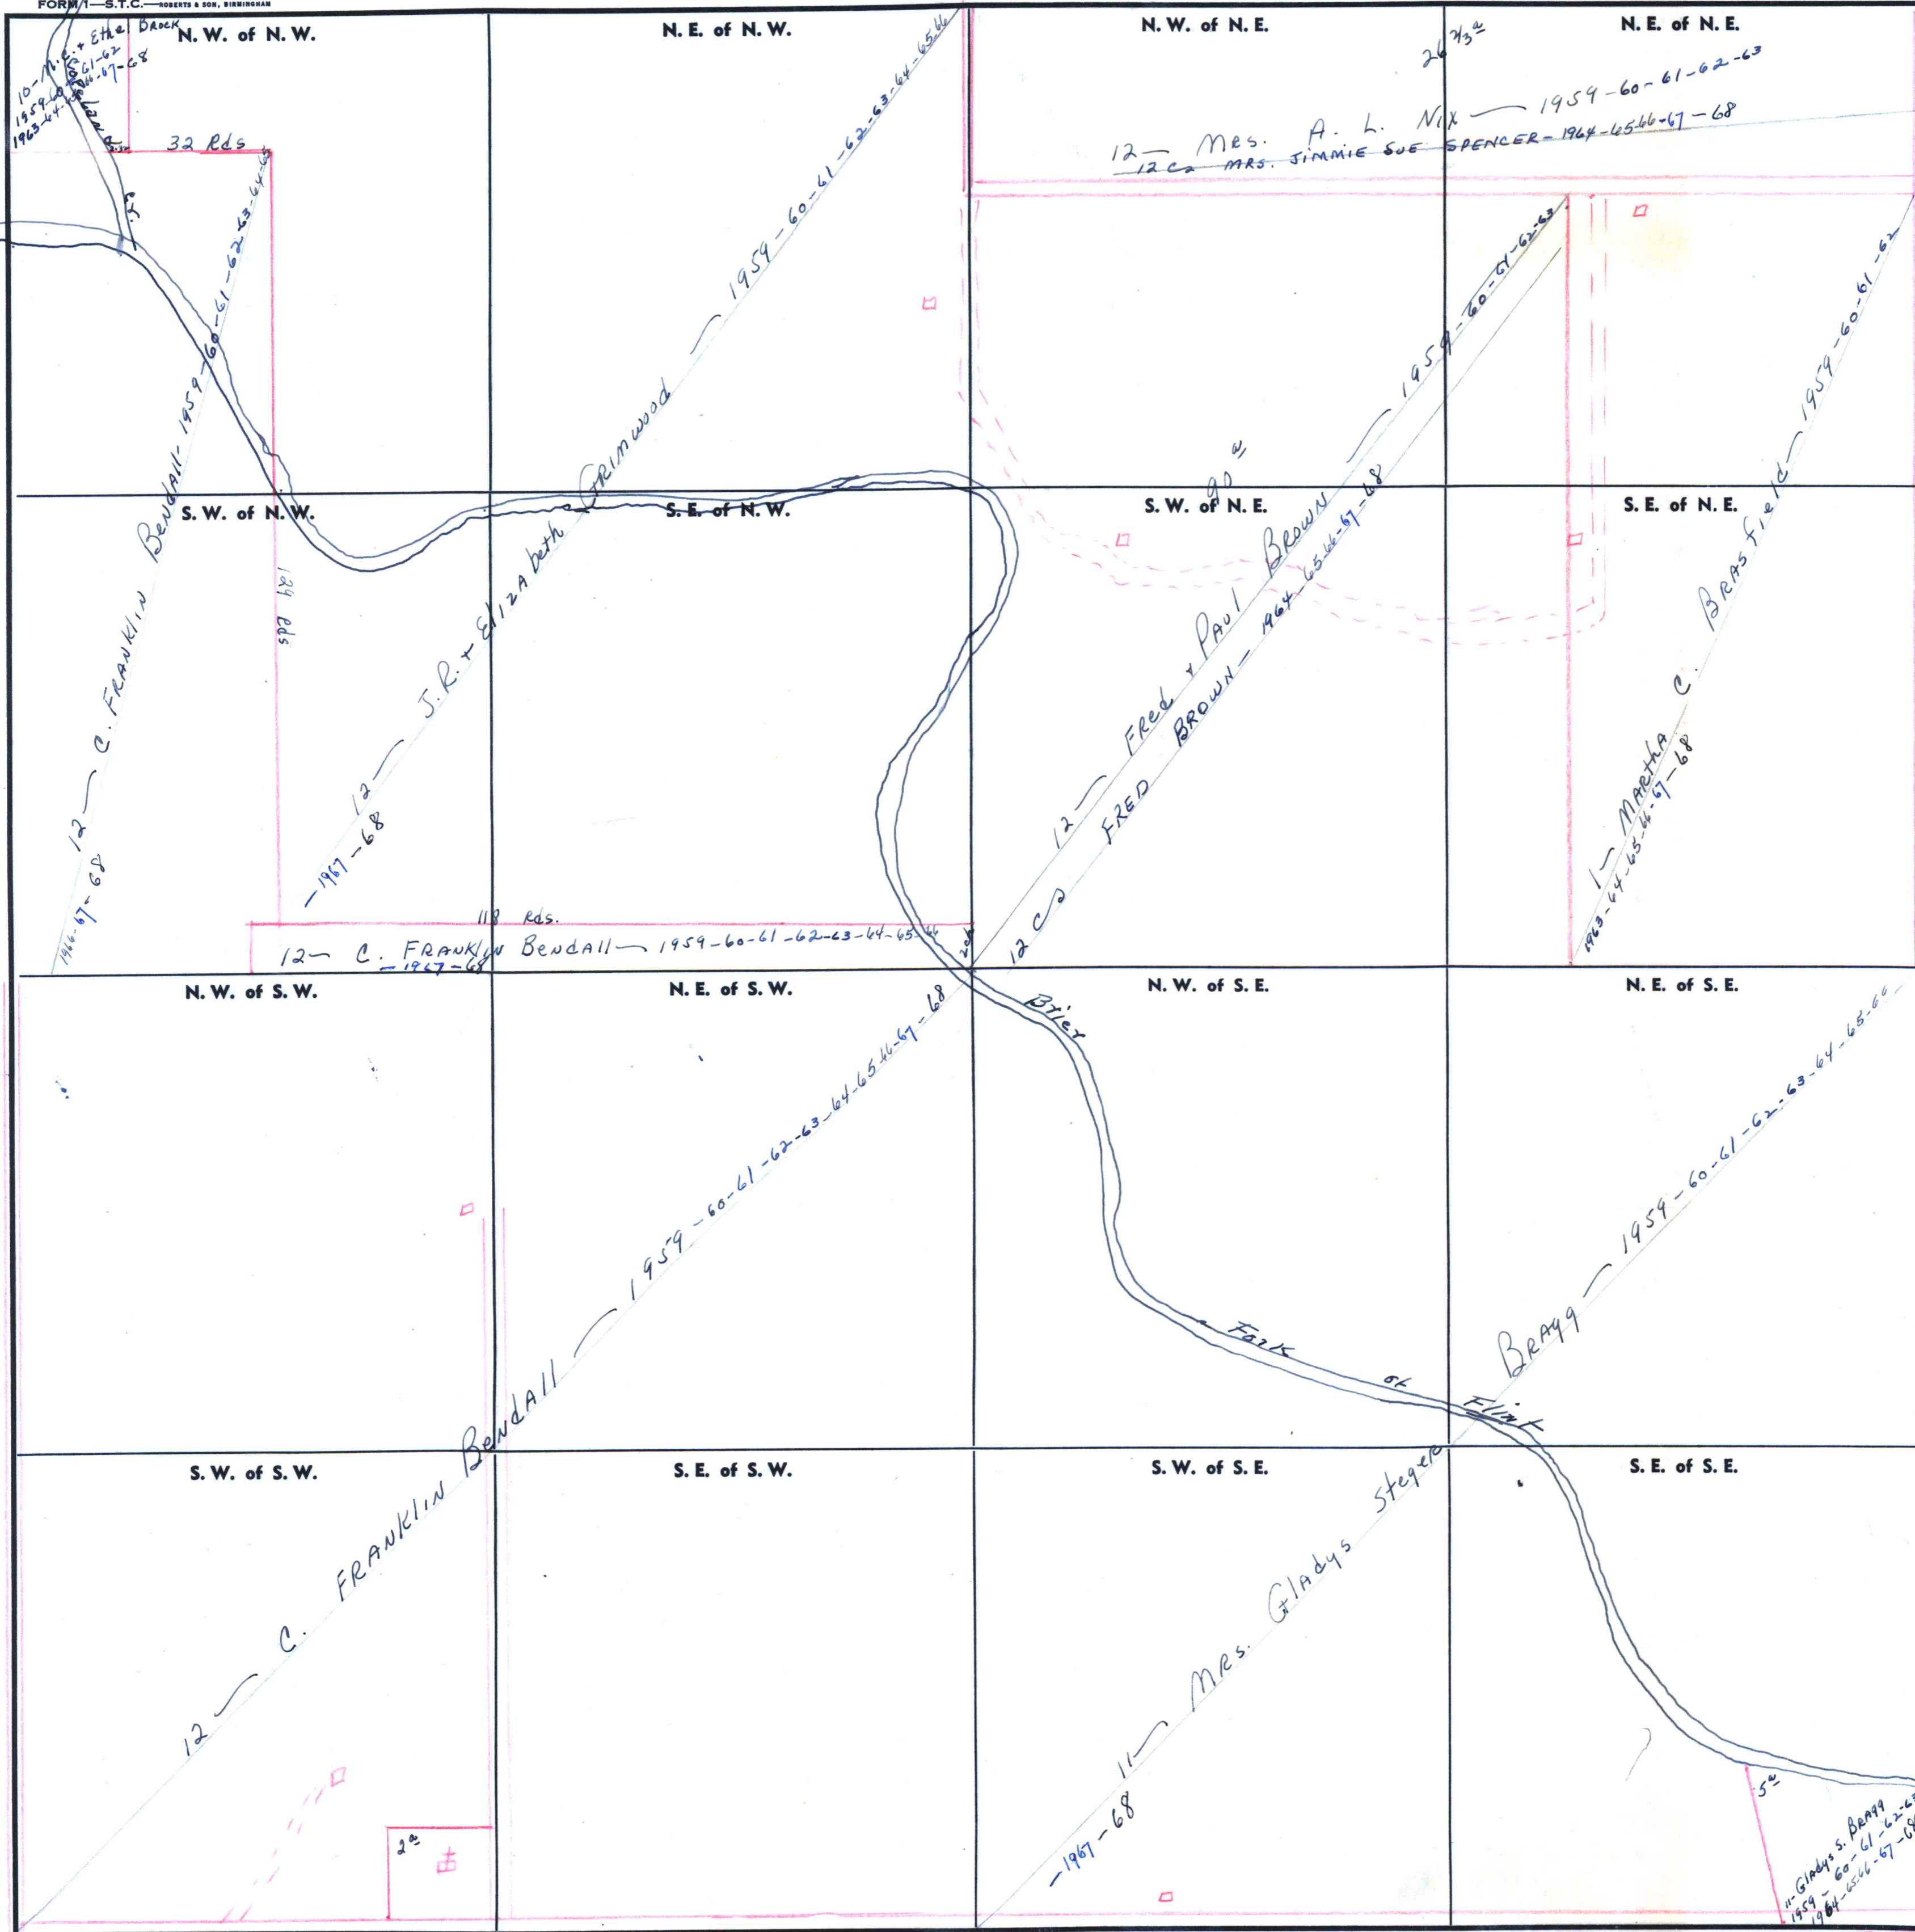 FORM 1—S.T.C.—ROBERTS & SON, BIRMINGHAM
N. W. of N. W.
N. E. of N. W.
N. W. of N. E.
N. E. of N. E.
10- M. C. + Ethel Brock
1959-60-61-62
1963-64-65-66-67-68
32 Rds
26 2/3 a
12— MRS. A. L. NIX — 1959-60-61-62-63
12 Co MRS. JIMMIE SUE SPENCER-1964-65-66-67-68
12— C. FRANKLIN BENDALL- 1959-60-61-62-63-64-65
1966-67-68
12— J.R. + ElizAbeth GRIMWOOD — 1959-60-61-62-63-64-65-66
—1967-68
S. W. of N. W.
S. E. of N. W.
S. W. of N. E.
S. E. of N. E.
124 Rds
90 a
12— FRed + PAUl BROWN — 1959-60-61-62-63
12 Co FRED BROWN — 1964-65-66-67-68
1— MARthA C. BRASfield — 1959-60-61-62
1963-64-65-66-67-68
118 Rds.
12— C. FRANKLIN BENdAll — 1959-60-61-62-63-64-65-66
—1967-68
N. W. of S. W.
N. E. of S. W.
N. W. of S. E.
N. E. of S. E.
Brier
Fork
of
Flint
12— C. FRANKLIN BENdAll — 1959-60-61-62-63-64-65-66-67-68
11— MRS. GlAdys StegeR BRAgg — 1959-60-61-62-63-64-65-66
—1967-68
S. W. of S. W.
S. E. of S. W.
S. W. of S. E.
S. E. of S. E.
2a
5a
11-GlAdys S. BRAgg
1959-60-61-62-63
1964-65-66-67-68